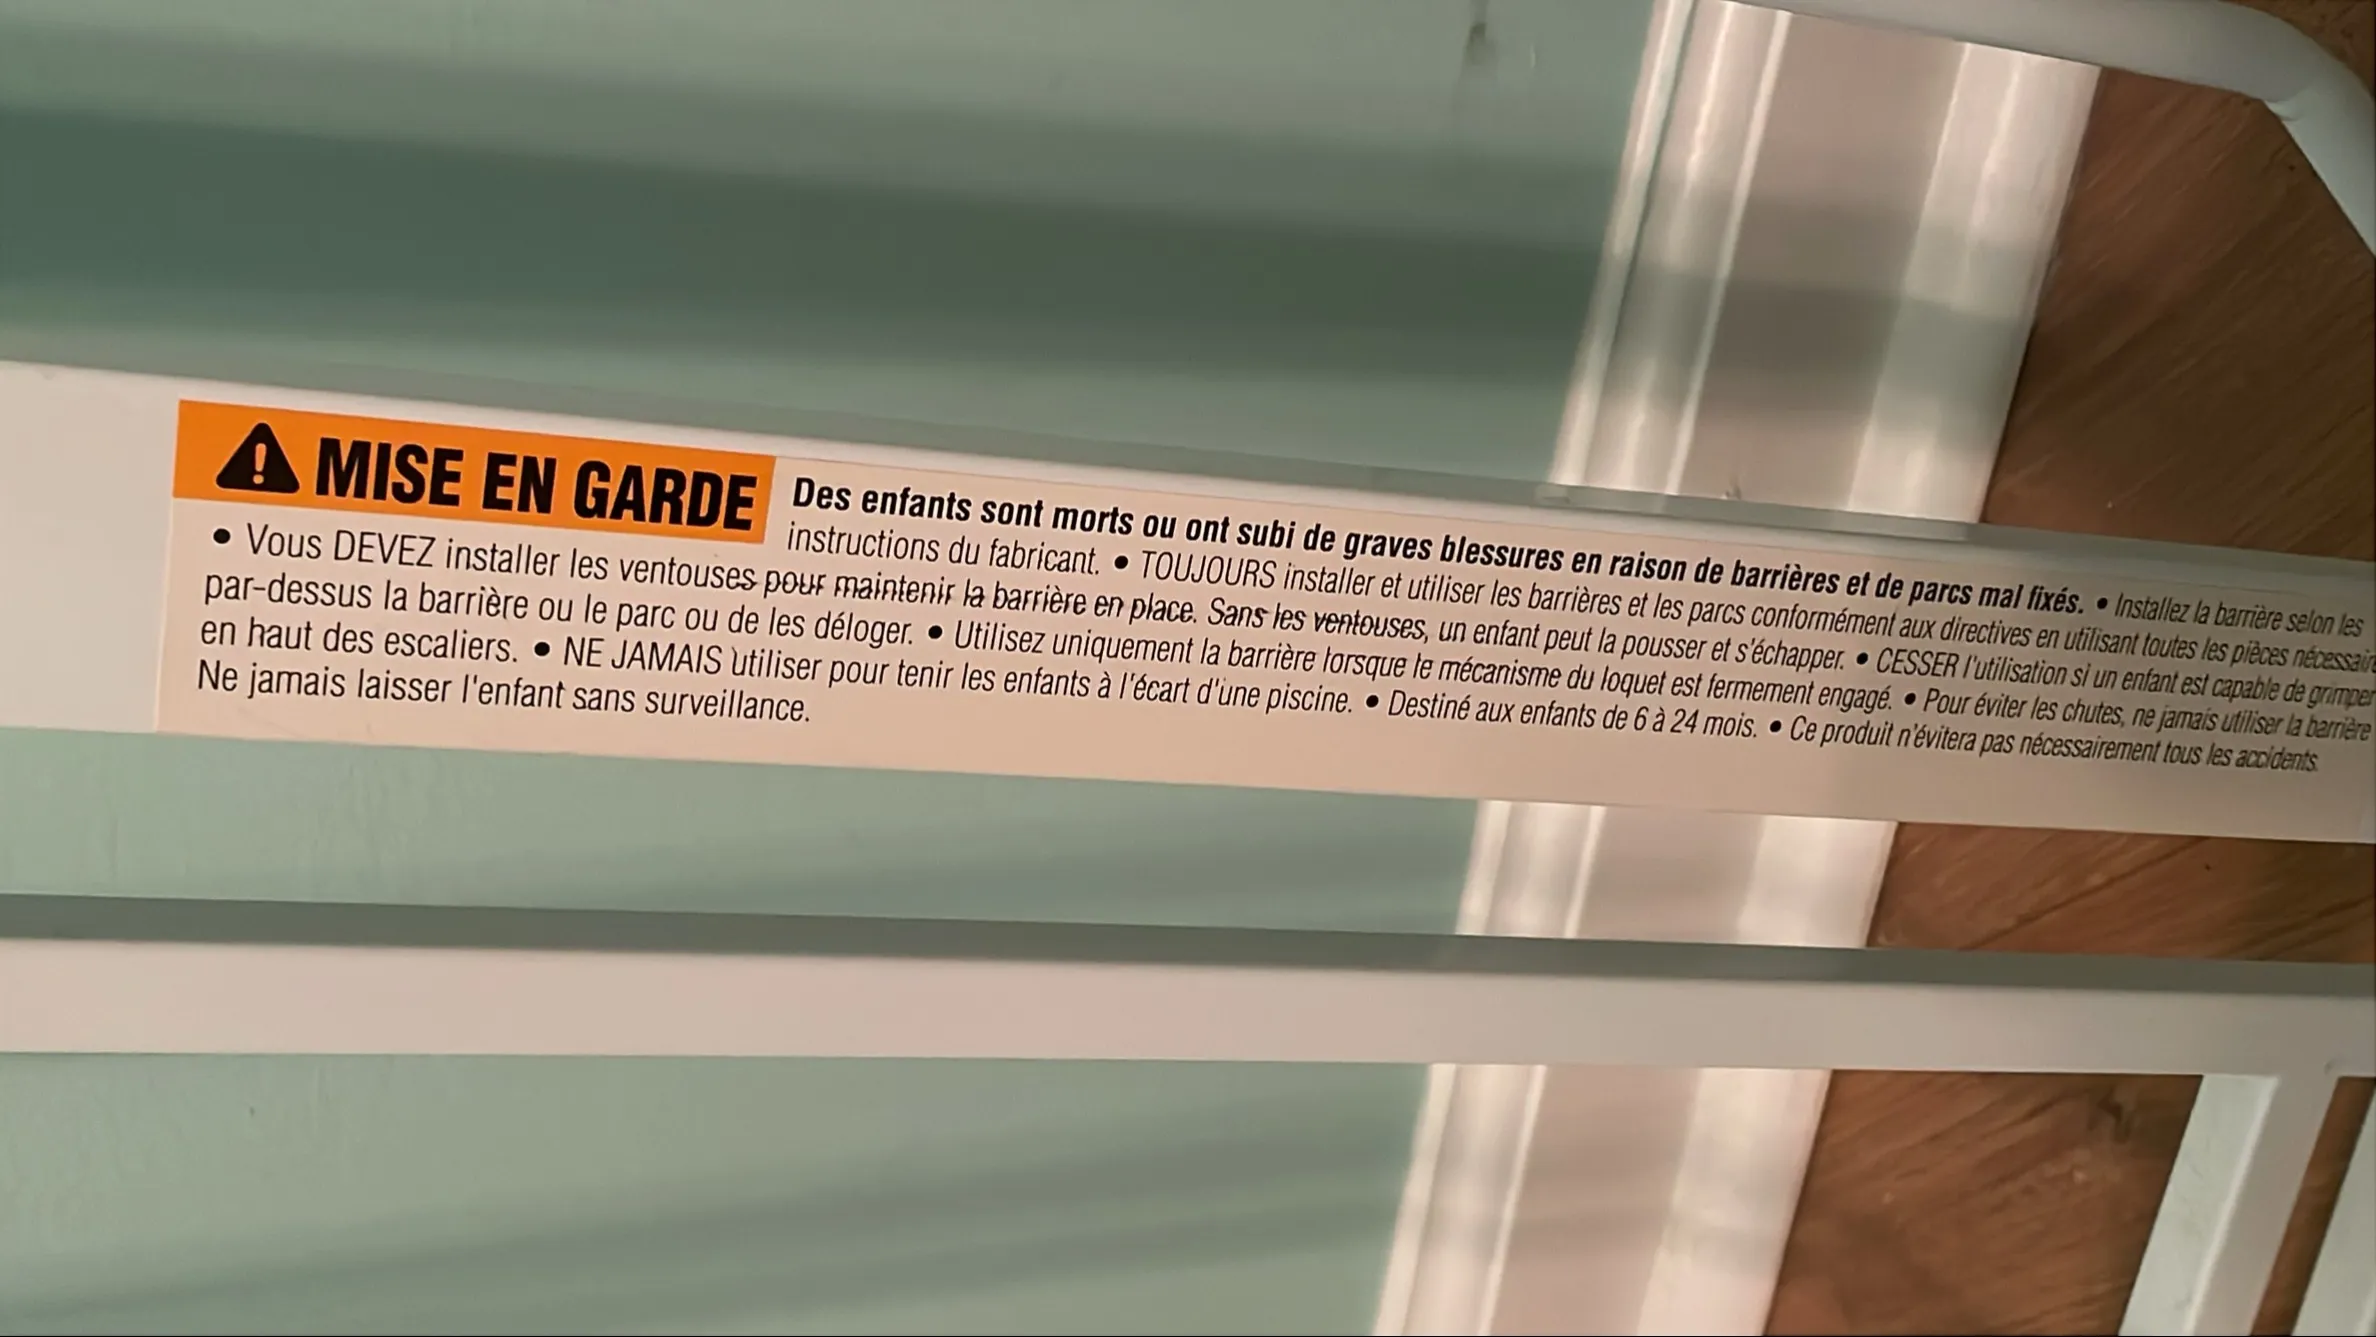 MISE EN GARDE
Des enfants sont morts ou ont subi de graves blessures en raison de barrières et de parcs mal fixés. • Installez la barrière selon les
instructions du fabricant. • TOUJOURS installer et utiliser les barrières et les parcs conformément aux directives en utilisant toutes les pièces
• Vous DEVEZ installer les ventouses pour maintenir la barrière en place. Sans les ventouses, un enfant peut la pousser et s'échapper. • CESSER l'utilisation si un enfant est capable de grimper
par-dessus la barrière ou le parc ou de les déloger. • Utilisez uniquement la barrière lorsque le mécanisme du loquet est fermement engagé. • Pour éviter les chutes, ne jamais utiliser la barrière
en haut des escaliers. • NE JAMAIS utiliser pour tenir les enfants à l'écart d'une piscine. • Destiné aux enfants de 6 à 24 mois. • Ce produit n'évitera pas nécessairement tous les accidents.
Ne jamais laisser l'enfant sans surveillance.